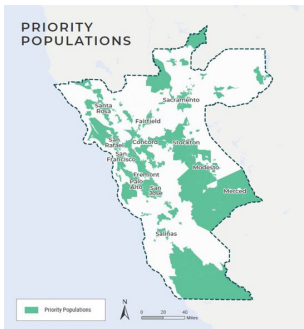 PRIORITY
POPULATIONS
Sacramento
Santa
Rosa
Fairfield
San
Rafael
Concord
Stockton
San
Francisco
Modesto
Fremont
Palo
Alto
San
Jose
Merced
Salinas
Priority Populations
N
0 20 40
Miles